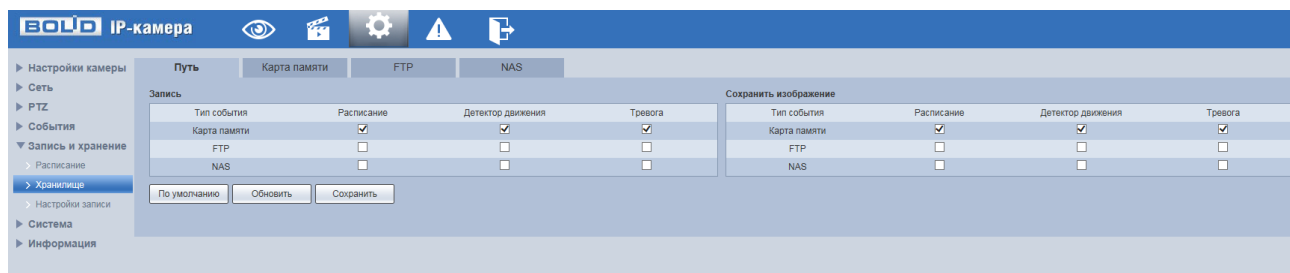 BOLID IP-камера
Настройки камеры
Сеть
PTZ
События
Запись и хранение
Расписание
Хранилище
Настройки записи
Система
Информация
Путь Карта памяти FTP NAS
Запись
Тип события Расписание Детектор движения Тревога
Карта памяти
FTP
NAS
Сохранить изображение
Тип события Расписание Детектор движения Тревога
Карта памяти
FTP
NAS
По умолчанию Обновить Сохранить